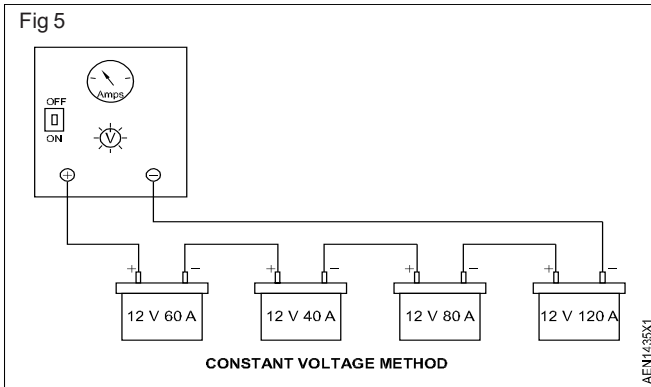 Fig 5
Amps
OFF
ON
V
+ −
+ − + − + − + −
12 V 60 A 12 V 40 A 12 V 80 A 12 V 120 A
CONSTANT VOLTAGE METHOD
AEN1435X1